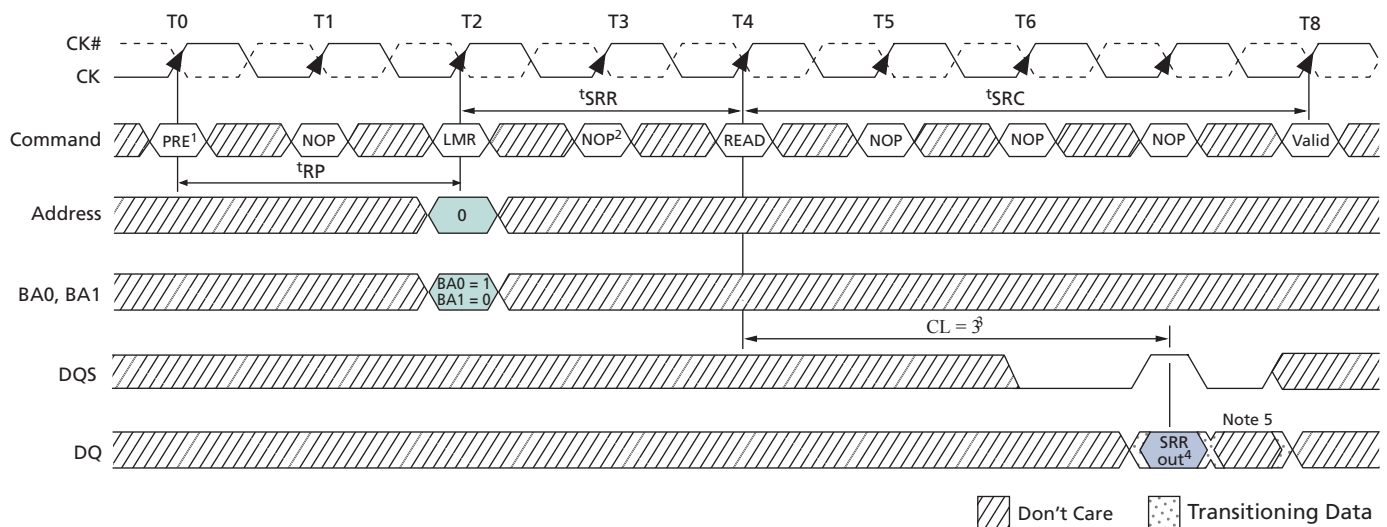 T0 T1 T2 T3 T4 T5 T6 T8
CK#
CK
tSRR tSRC
Command PRE1 NOP LMR NOP2 READ NOP NOP NOP Valid
tRP
Address 0
BA0, BA1 BA0 = 1
BA1 = 0
CL = 33
DQS
Note 5
DQ SRR
out4
Don't Care Transitioning Data